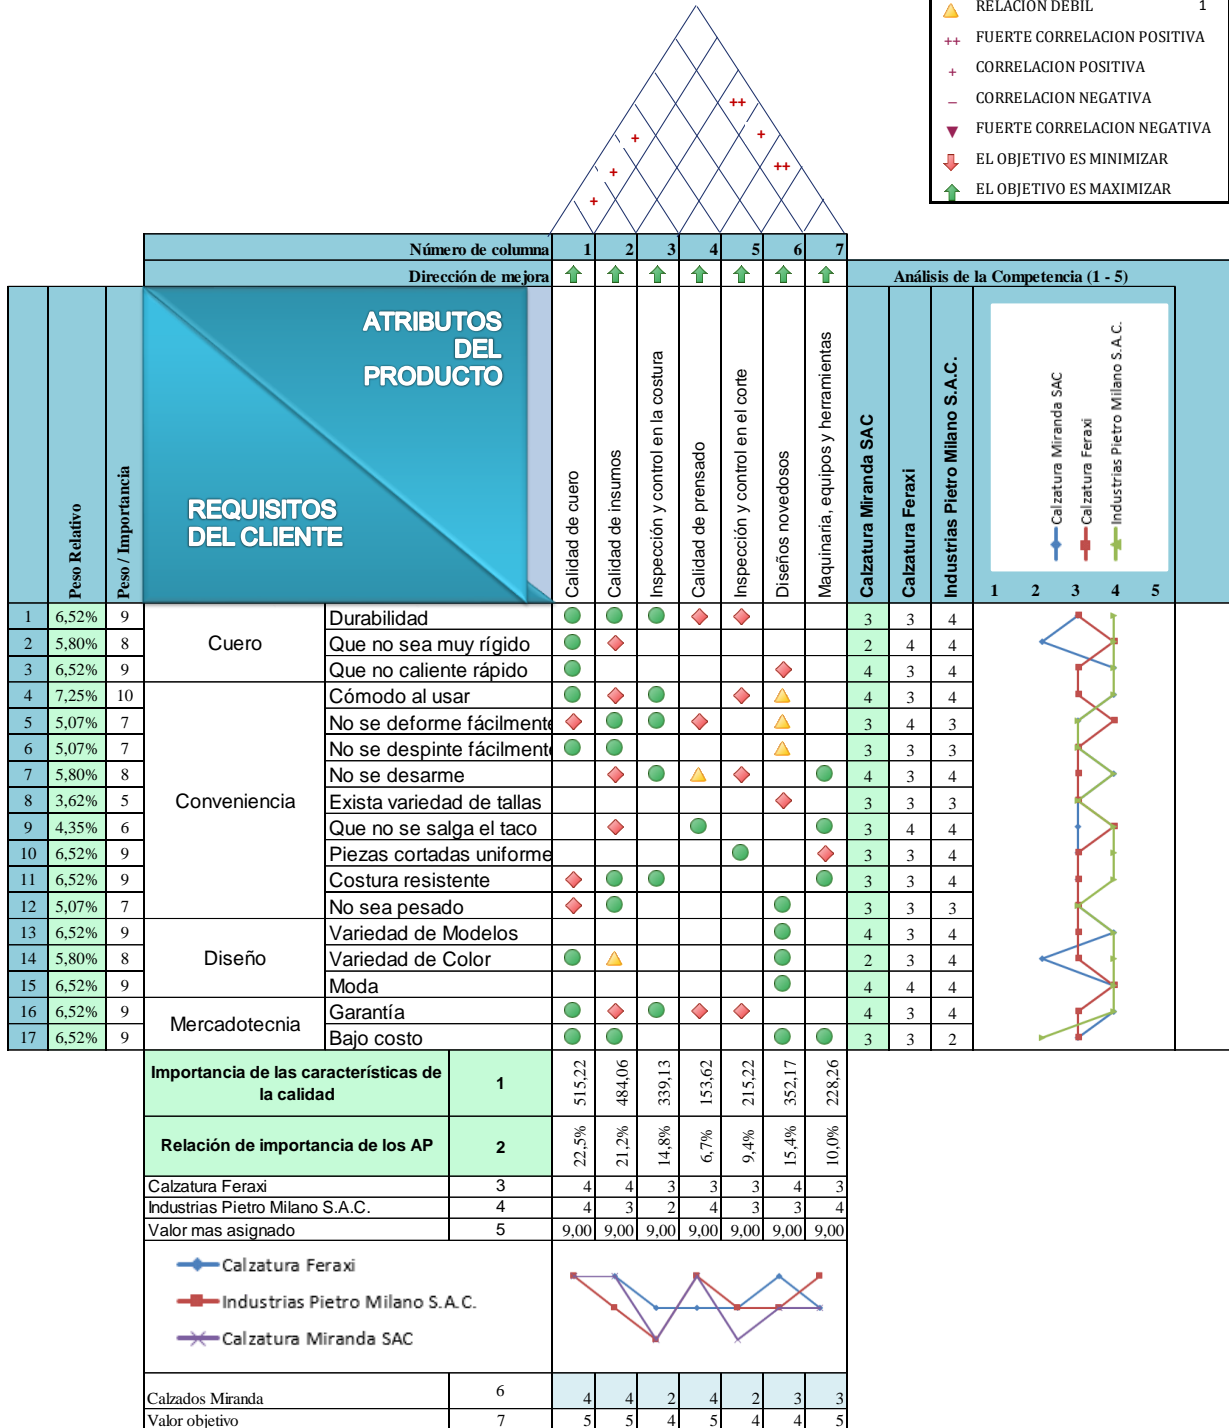 RELACION DEBIL 1
++ FUERTE CORRELACION POSITIVA
+ CORRELACION POSITIVA
− CORRELACION NEGATIVA
▼ FUERTE CORRELACION NEGATIVA
EL OBJETIVO ES MINIMIZAR
EL OBJETIVO ES MAXIMIZAR
++
+
+
++
+
+
Número de columna 1 2 3 4 5 6 7
Dirección de mejora
Análisis de la Competencia (1 - 5)
Peso Relativo
Peso / Importancia
ATRIBUTOS
DEL
PRODUCTO
REQUISITOS
DEL CLIENTE
Calidad de cuero
Calidad de insumos
Inspección y control en la costura
Calidad de prensado
Inspección y control en el corte
Diseños novedosos
Maquinaria, equipos y herramientas
Calzatura Miranda SAC
Calzatura Feraxi
Industrias Pietro Milano S.A.C.
Calzatura Miranda SAC
Calzatura Feraxi
Industrias Pietro Milano S.A.C.
1 2 3 4 5
1 6,52% 9 Cuero Durabilidad 3 3 4
2 5,80% 8 Que no sea muy rígido 2 4 4
3 6,52% 9 Que no caliente rápido 4 3 4
4 7,25% 10 Conveniencia Cómodo al usar 4 3 4
5 5,07% 7 No se deforme fácilmente 3 4 3
6 5,07% 7 No se despinte fácilmente 3 3 3
7 5,80% 8 No se desarme 4 3 4
8 3,62% 5 Exista variedad de tallas 3 3 3
9 4,35% 6 Que no se salga el taco 3 4 4
10 6,52% 9 Piezas cortadas uniforme 3 3 4
11 6,52% 9 Costura resistente 3 3 4
12 5,07% 7 No sea pesado 3 3 3
13 6,52% 9 Diseño Variedad de Modelos 4 3 4
14 5,80% 8 Variedad de Color 2 3 4
15 6,52% 9 Moda 4 4 4
16 6,52% 9 Mercadotecnia Garantía 4 3 4
17 6,52% 9 Bajo costo 3 3 2
Importancia de las características de
la calidad 1 515,22 484,06 339,13 153,62 215,22 352,17 228,26
Relación de importancia de los AP 2 22,5% 21,2% 14,8% 6,7% 9,4% 15,4% 10,0%
Calzatura Feraxi 3 4 4 3 3 3 4 3
Industrias Pietro Milano S.A.C. 4 4 3 2 4 3 3 4
Valor mas asignado 5 9,00 9,00 9,00 9,00 9,00 9,00 9,00
Calzatura Feraxi
Industrias Pietro Milano S.A.C.
Calzatura Miranda SAC
Calzados Miranda 6 4 4 2 4 2 3 3
Valor objetivo 7 5 5 4 5 4 4 5